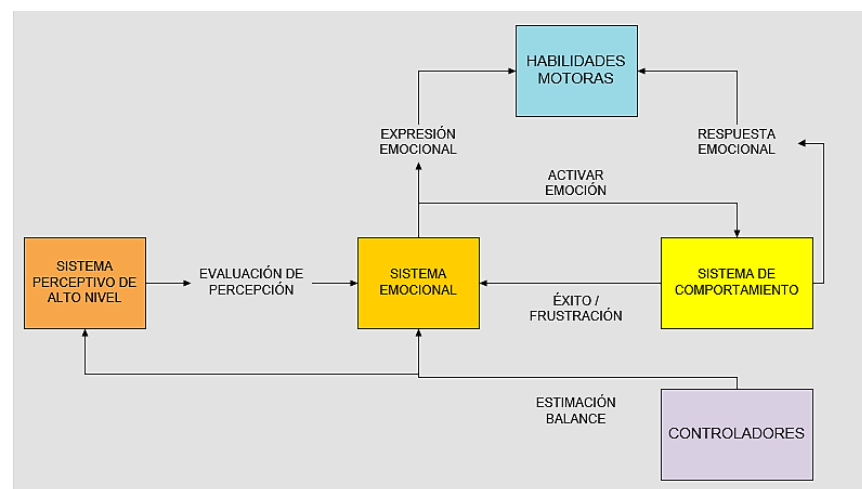 HABILIDADES
MOTORAS
EXPRESIÓN
EMOCIONAL
RESPUESTA
EMOCIONAL
ACTIVAR
EMOCIÓN
SISTEMA
PERCEPTIVO DE
ALTO NIVEL
EVALUACIÓN DE
PERCEPCIÓN
SISTEMA
EMOCIONAL
ÉXITO /
FRUSTRACIÓN
SISTEMA DE
COMPORTAMIENTO
ESTIMACIÓN
BALANCE
CONTROLADORES